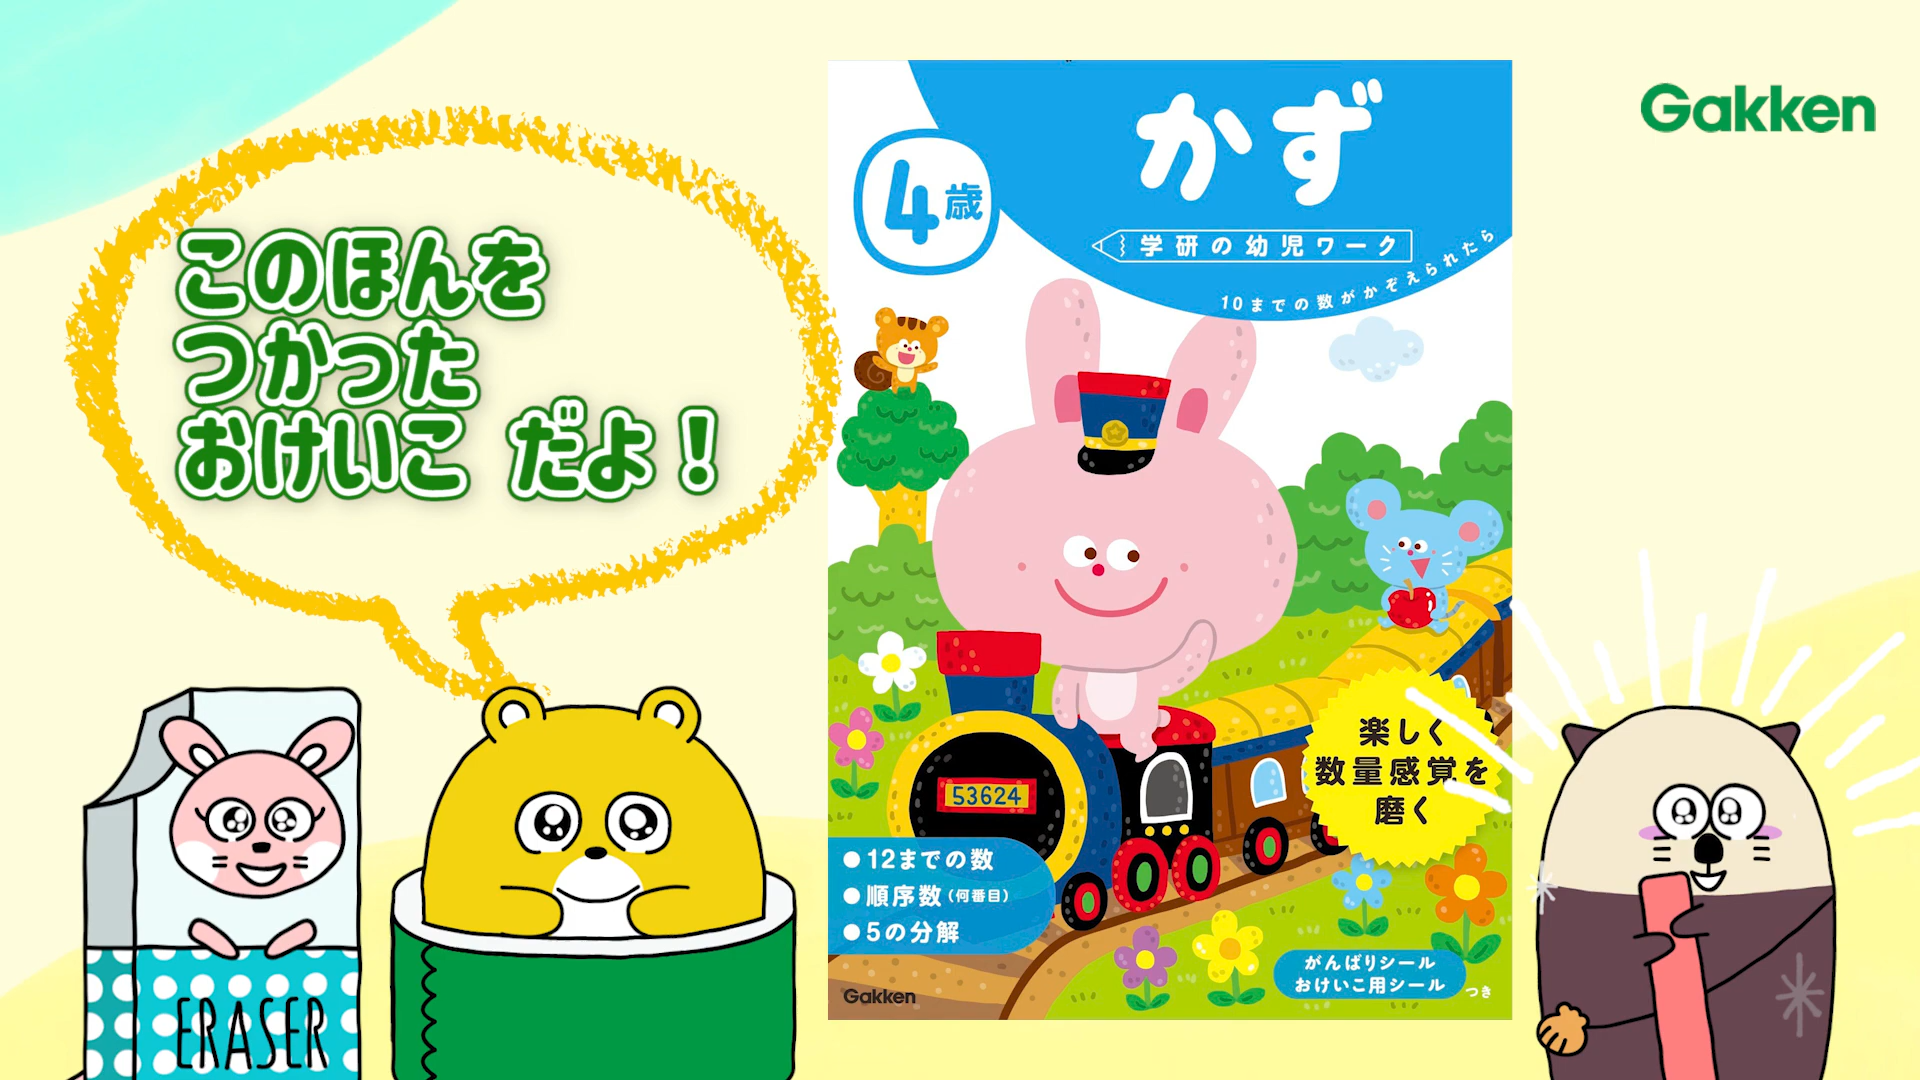 このほんを
つかった
おけいこ だよ!
Gakken
かず
4歳
学研の幼児ワーク
10までの数がかぞえられたら
53624
楽しく
数量感覚を
磨く
●12までの数
●順序数(何番目)
●5の分解
がんばりシール
おけいこ用シール
つき
Gakken
ERASER